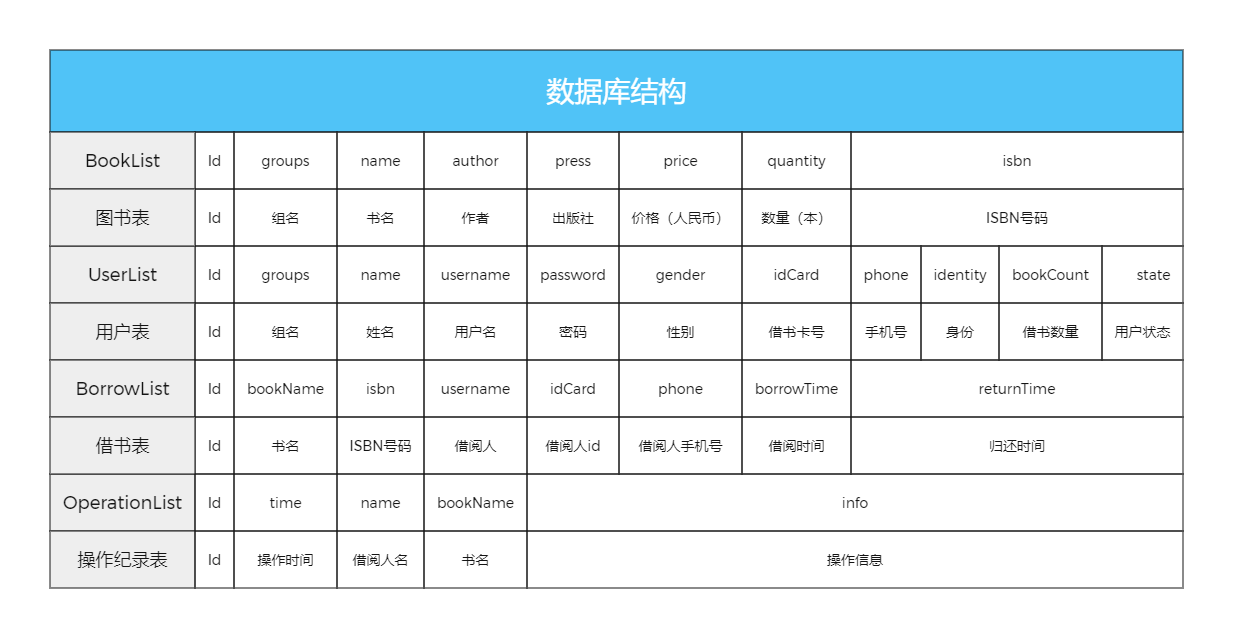 数据库结构
BookList Id groups name author press price quantity isbn
图书表 Id 组名 书名 作者 出版社 价格（人民币） 数量（本） ISBN号码
UserList Id groups name username password gender idCard phone identity bookCount state
用户表 Id 组名 姓名 用户名 密码 性别 借书卡号 手机号 身份 借书数量 用户状态
BorrowList Id bookName isbn username idCard phone borrowTime returnTime
借书表 Id 书名 ISBN号码 借阅人 借阅人id 借阅人手机号 借阅时间 归还时间
OperationList Id time name bookName info
操作纪录表 Id 操作时间 借阅人名 书名 操作信息